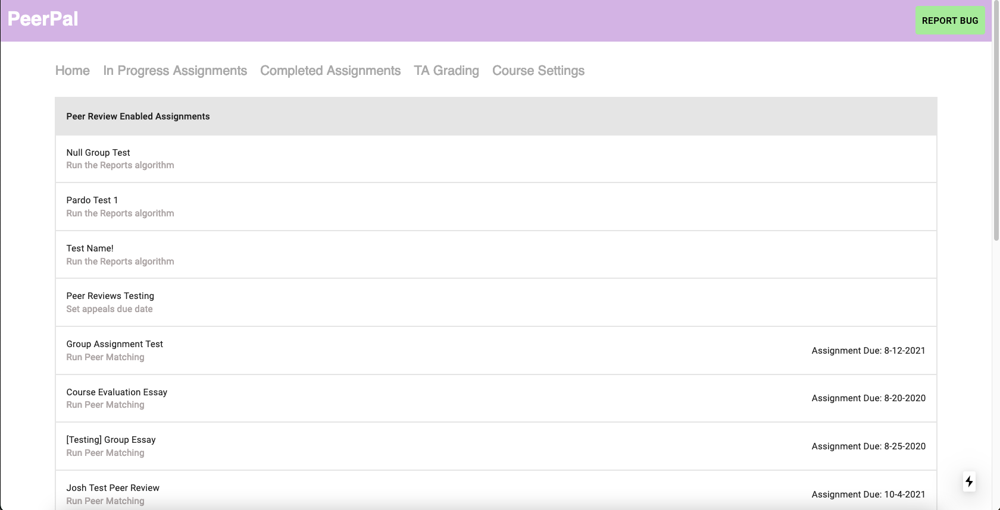 PeerPal
REPORT BUG
Home In Progress Assignments Completed Assignments TA Grading Course Settings
Peer Review Enabled Assignments
Null Group Test
Run the Reports algorithm
Pardo Test 1
Run the Reports algorithm
Test Name!
Run the Reports algorithm
Peer Reviews Testing
Set appeals due date
Group Assignment Test
Run Peer Matching
Assignment Due: 8-12-2021
Course Evaluation Essay
Run Peer Matching
Assignment Due: 8-20-2020
[Testing] Group Essay
Run Peer Matching
Assignment Due: 8-25-2020
Josh Test Peer Review
Run Peer Matching
Assignment Due: 10-4-2021